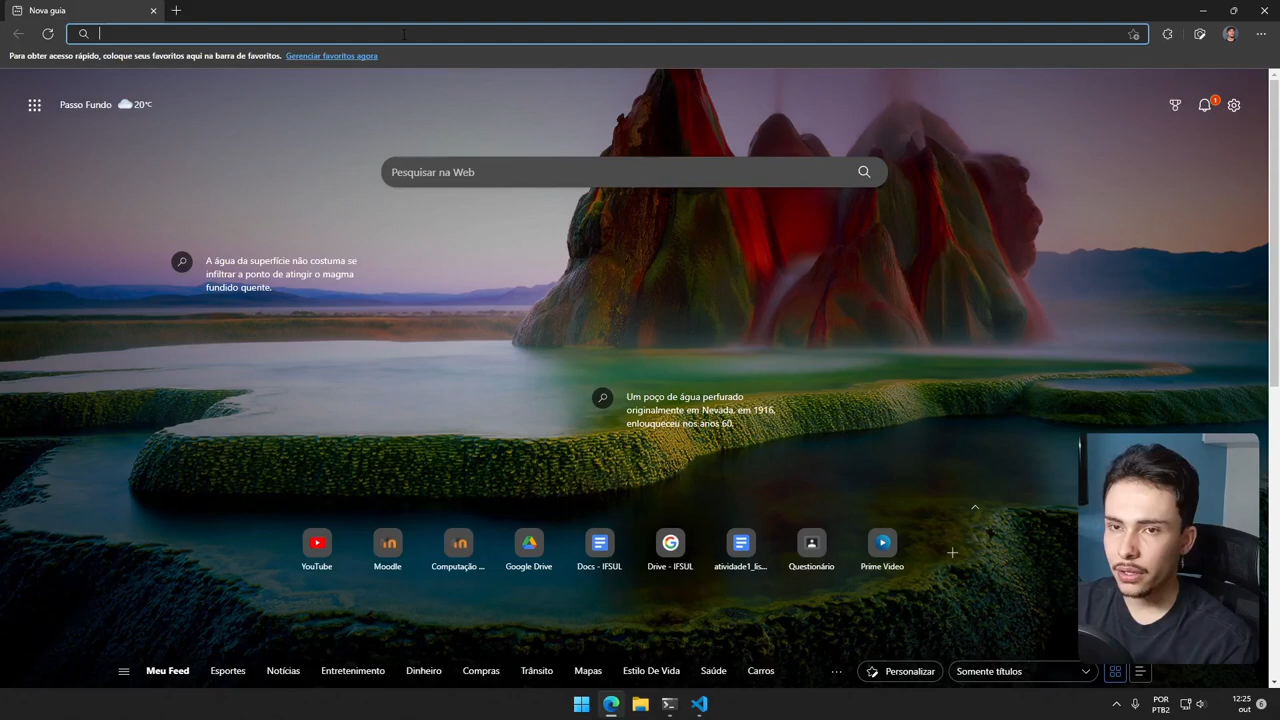 Nova guia
Para obter acesso rápido, coloque seus favoritos aqui na barra de favoritos. Gerenciar favoritos agora
Passo Fundo 20°C
1
Pesquisar na Web
A água da superfície não costuma se
infiltrar a ponto de atingir o magma
fundido quente.
Um poço de água perfurado
originalmente em Nevada, em 1916,
enlouqueceu nos anos 60.
YouTube
Moodle
Computação ...
Google Drive
Docs - IFSUL
Drive - IFSUL
atividade1_lis...
Questionário
Prime Video
Meu Feed
Esportes
Notícias
Entretenimento
Dinheiro
Compras
Trânsito
Mapas
Estilo De Vida
Saúde
Carros
...
Personalizar
Somente títulos
POR
PTB2
12:25
out
6